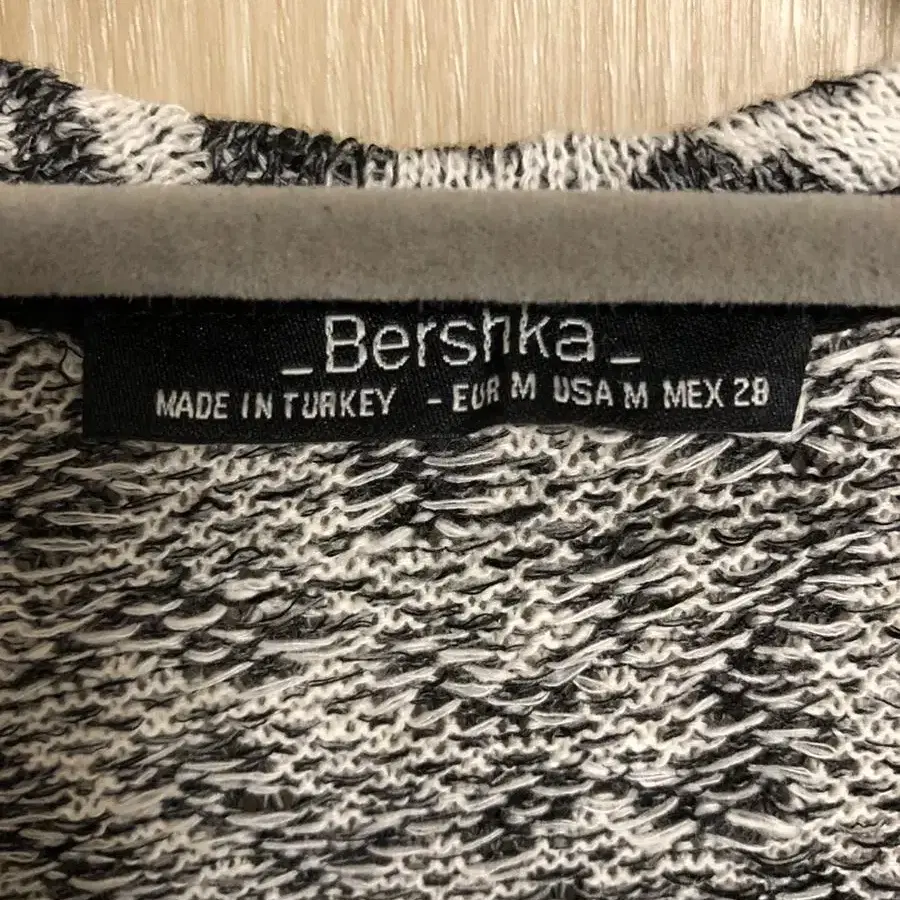 _Bershka_
MADE IN TURKEY - EUR M USA M MEX 28